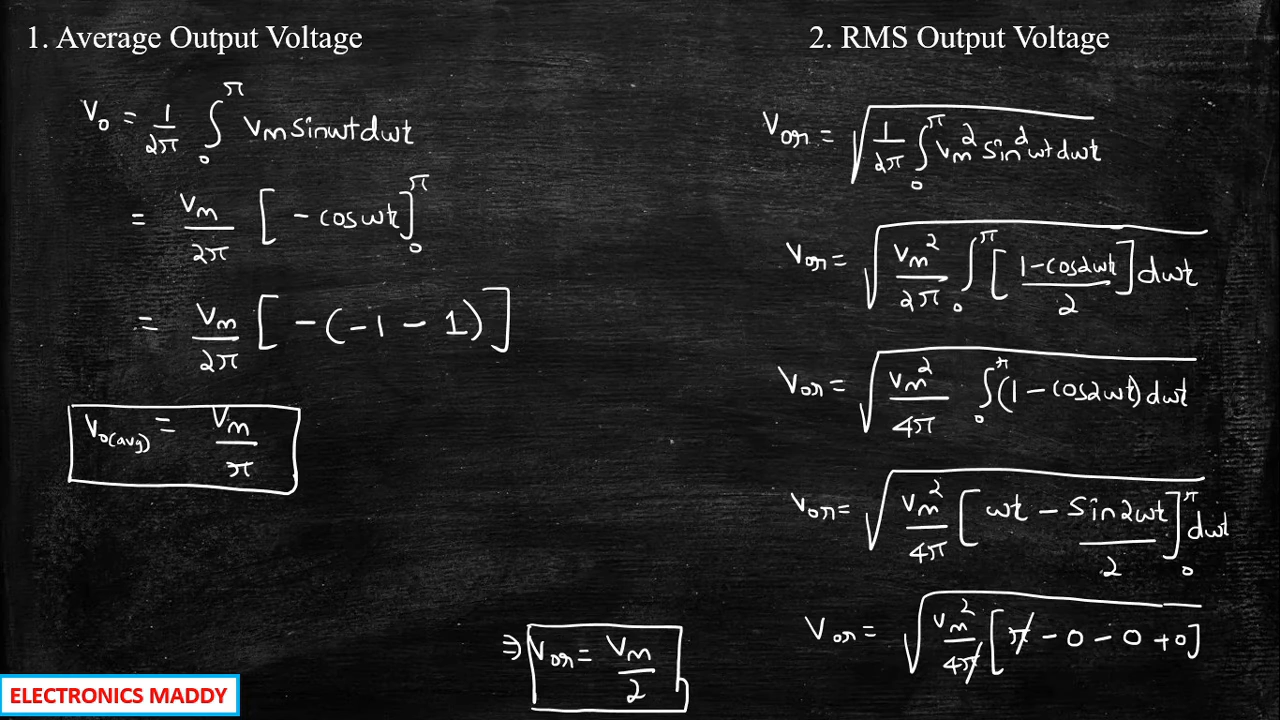 1. Average Output Voltage
V₀ = 1/2π ∫₀^π Vm sinωt dωt
= Vm/2π [ - cosωt ]₀^π
= Vm/2π [ - (-1 - 1) ]
V₀(avg) = Vm/π
2. RMS Output Voltage
Vor = √( 1/2π ∫₀^π Vm² sin²ωt dωt )
Vor = √( Vm²/2π ∫₀^π [ (1-cos2ωt)/2 ] dωt )
Vor = √( Vm²/4π ∫₀^π (1 - cos2ωt) dωt )
Vor = √( Vm²/4π [ ωt - sin2ωt/2 ]₀^π dωt )
Vor = √( Vm²/4π [ π - 0 - 0 + 0 ] )
⇒ Vor = Vm/2
ELECTRONICS MADDY